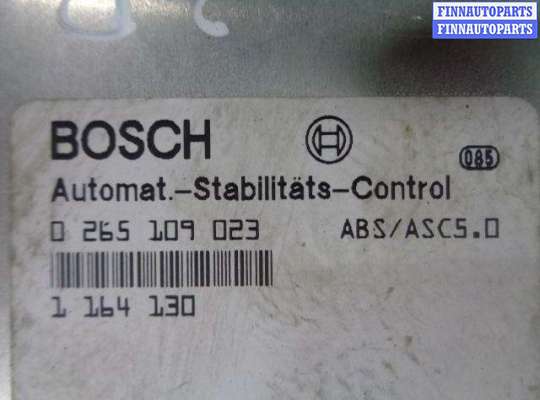 FINNAUTOPARTS
FINNAUTOPARTS
BOSCH
085
Automat.-Stabilitäts-Control
0 265 109 023 ABS/ASC5.0
1 164 130